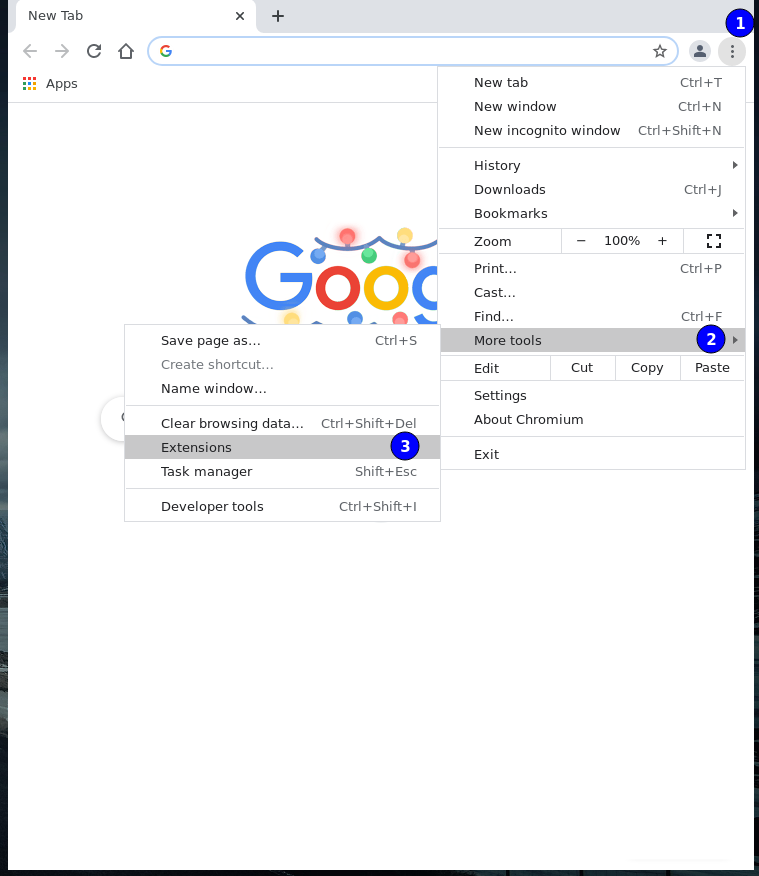 New Tab
1
Apps
New tab Ctrl+T
New window Ctrl+N
New incognito window Ctrl+Shift+N
History
Downloads Ctrl+J
Bookmarks
Zoom − 100% +
Print... Ctrl+P
Cast...
Find... Ctrl+F
More tools 2
Edit Cut Copy Paste
Settings
About Chromium
Exit
Goog
Save page as... Ctrl+S
Create shortcut...
Name window...
Clear browsing data... Ctrl+Shift+Del
Extensions 3
Task manager Shift+Esc
Developer tools Ctrl+Shift+I